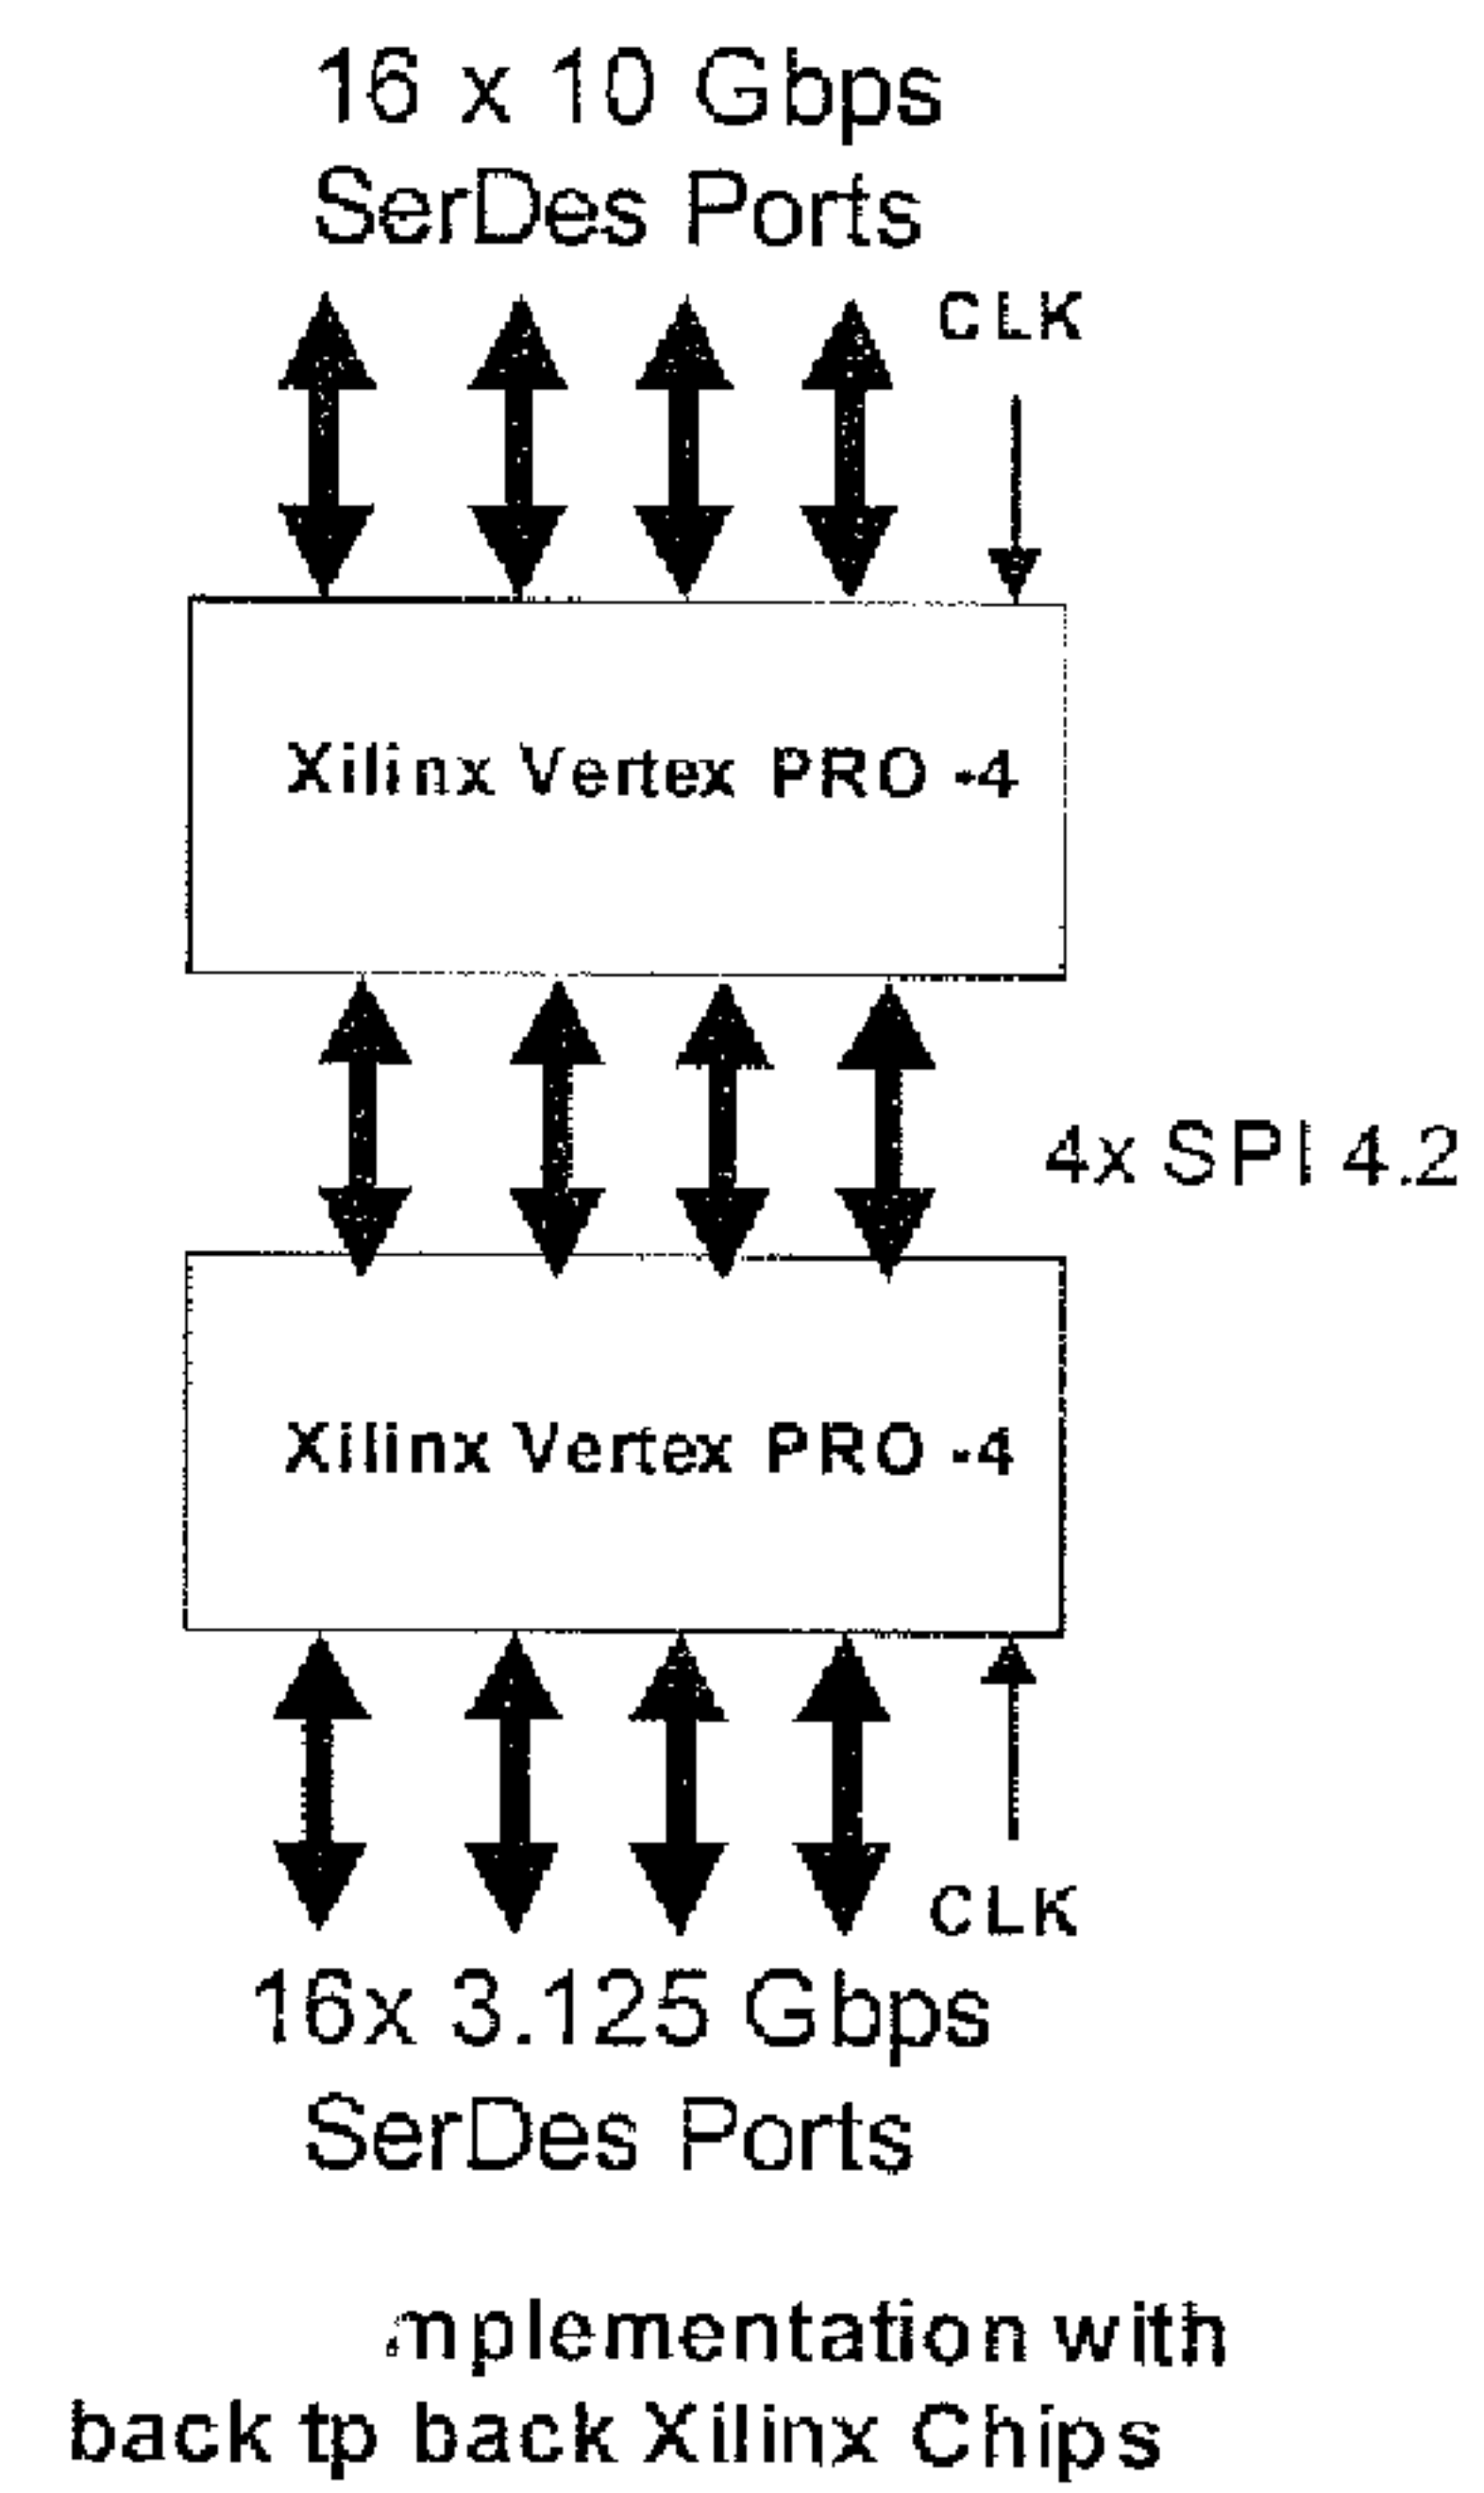 16 x 10 Gbps
SerDes Ports
CLK
Xilinx Vertex PRO -4
4x SPI 4.2
Xilinx Vertex PRO -4
CLK
16x 3.125 Gbps
SerDes Ports
mplementation with
back tp back Xilinx Chips